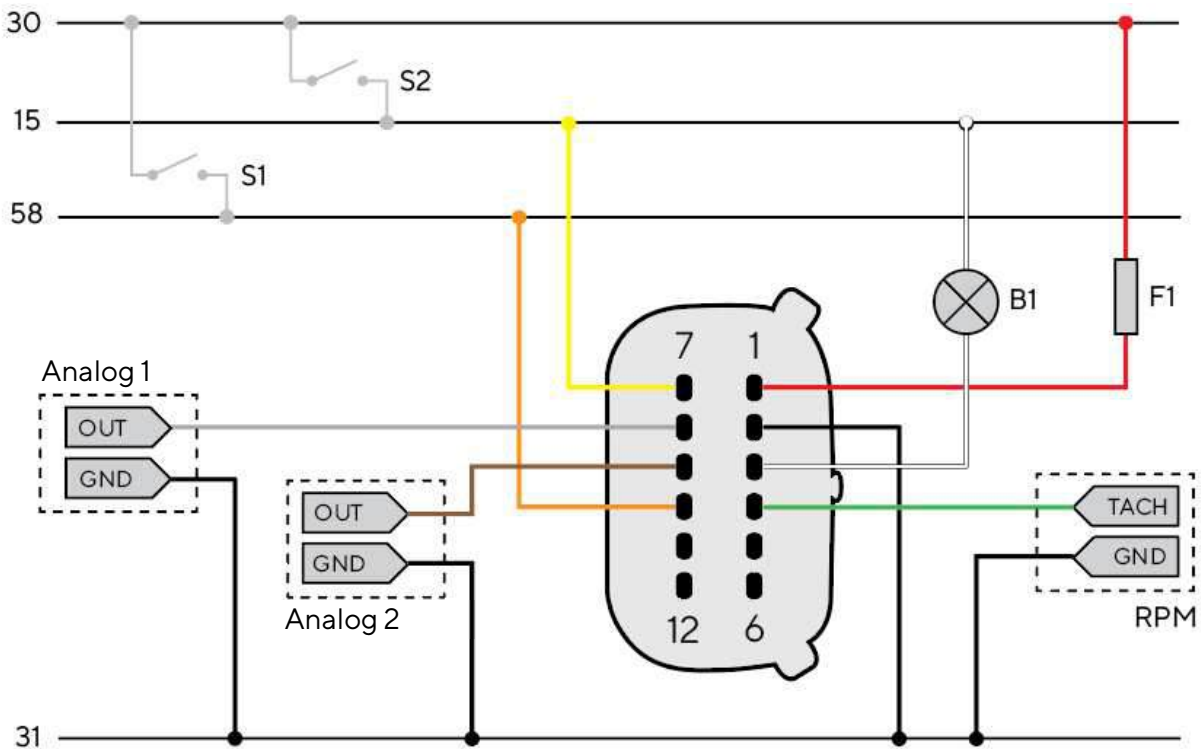 30
S2
15
S1
58
B1
F1
7 1
Analog 1
OUT
GND
OUT
GND
Analog 2
TACH
GND
RPM
12 6
31